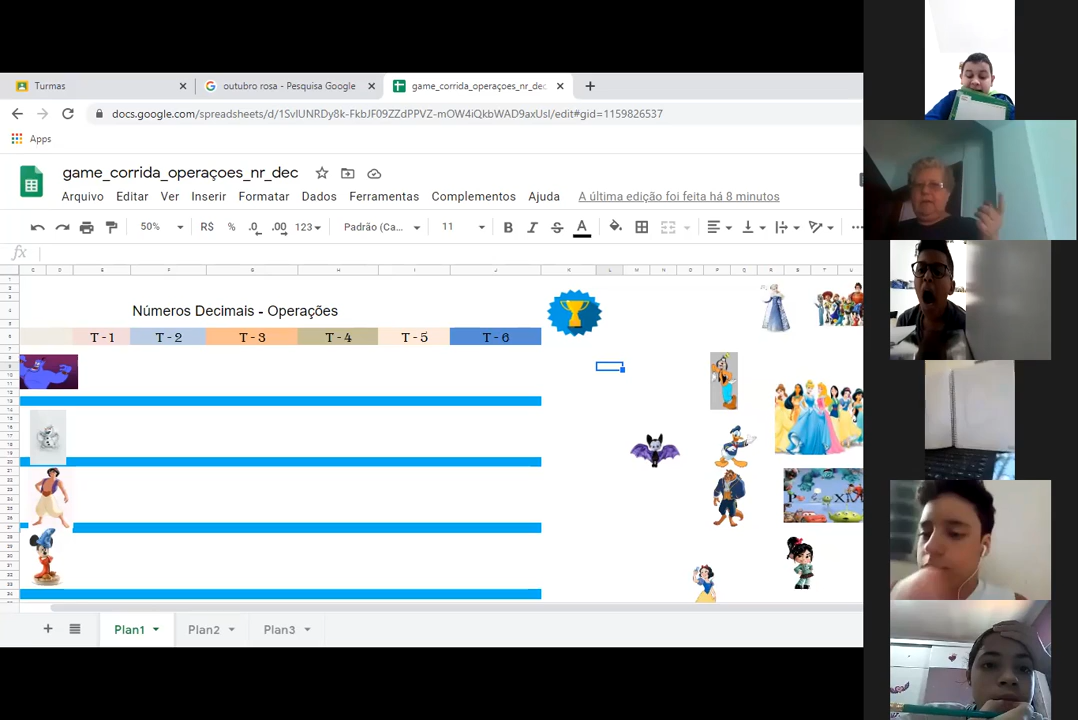 Turmas
outubro rosa - Pesquisa Google
game_corrida_operaçoes_nr_dec
docs.google.com/spreadsheets/d/1SvIUNRDy8k-FkbJF09ZZdPPVZ-mOW4iQkbWAD9axUsI/edit#gid=1159826537
Apps
game_corrida_operaçoes_nr_dec
Arquivo Editar Ver Inserir Formatar Dados Ferramentas Complementos Ajuda A última edição foi feita há 8 minutos
50% R$ % .0 .00 123 Padrão (Ca... 11 B I S A
fx
Números Decimais - Operações
T - 1 T - 2 T - 3 T - 4 T - 5 T - 6
Plan1 Plan2 Plan3